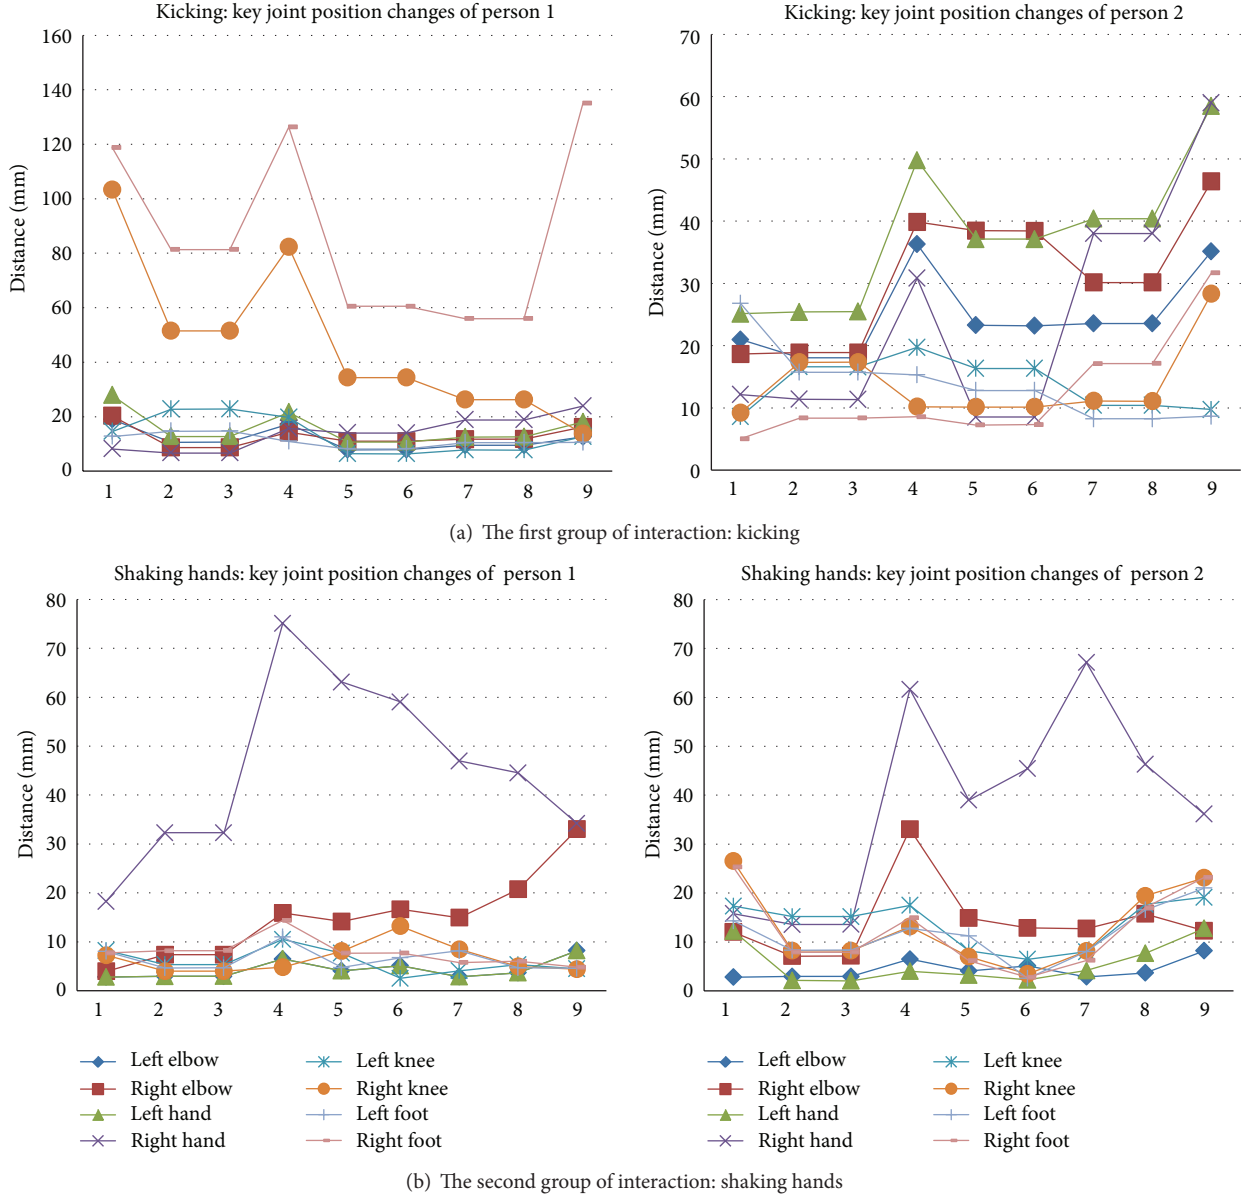 Kicking: key joint position changes of person 1
Distance (mm)
160
140
120
100
80
60
40
20
0
1 2 3 4 5 6 7 8 9
Kicking: key joint position changes of person 2
Distance (mm)
70
60
50
40
30
20
10
0
1 2 3 4 5 6 7 8 9
(a) The first group of interaction: kicking
Shaking hands: key joint position changes of person 1
Distance (mm)
80
70
60
50
40
30
20
10
0
1 2 3 4 5 6 7 8 9
Left elbow
Right elbow
Left hand
Right hand
Left knee
Right knee
Left foot
Right foot
Shaking hands: key joint position changes of person 2
Distance (mm)
80
70
60
50
40
30
20
10
0
1 2 3 4 5 6 7 8 9
Left elbow
Right elbow
Left hand
Right hand
Left knee
Right knee
Left foot
Right foot
(b) The second group of interaction: shaking hands